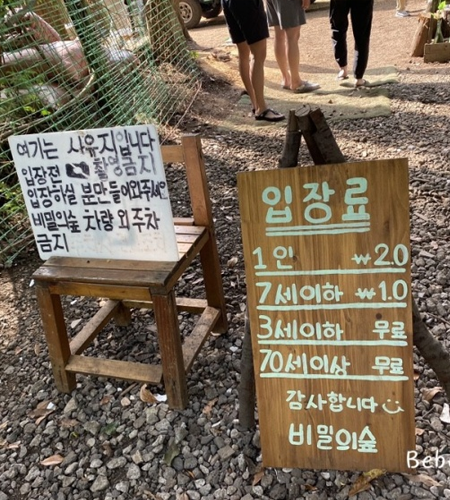 여기는 사유지입니다
입장전 촬영금지
입장하실 분만 들어와주세요
비밀의숲 차량 외 주차
금지
입장료
1인 ₩2.0
7세이하 ₩1.0
3세이하 무료
70세이상 무료
감사합니다
비밀의숲